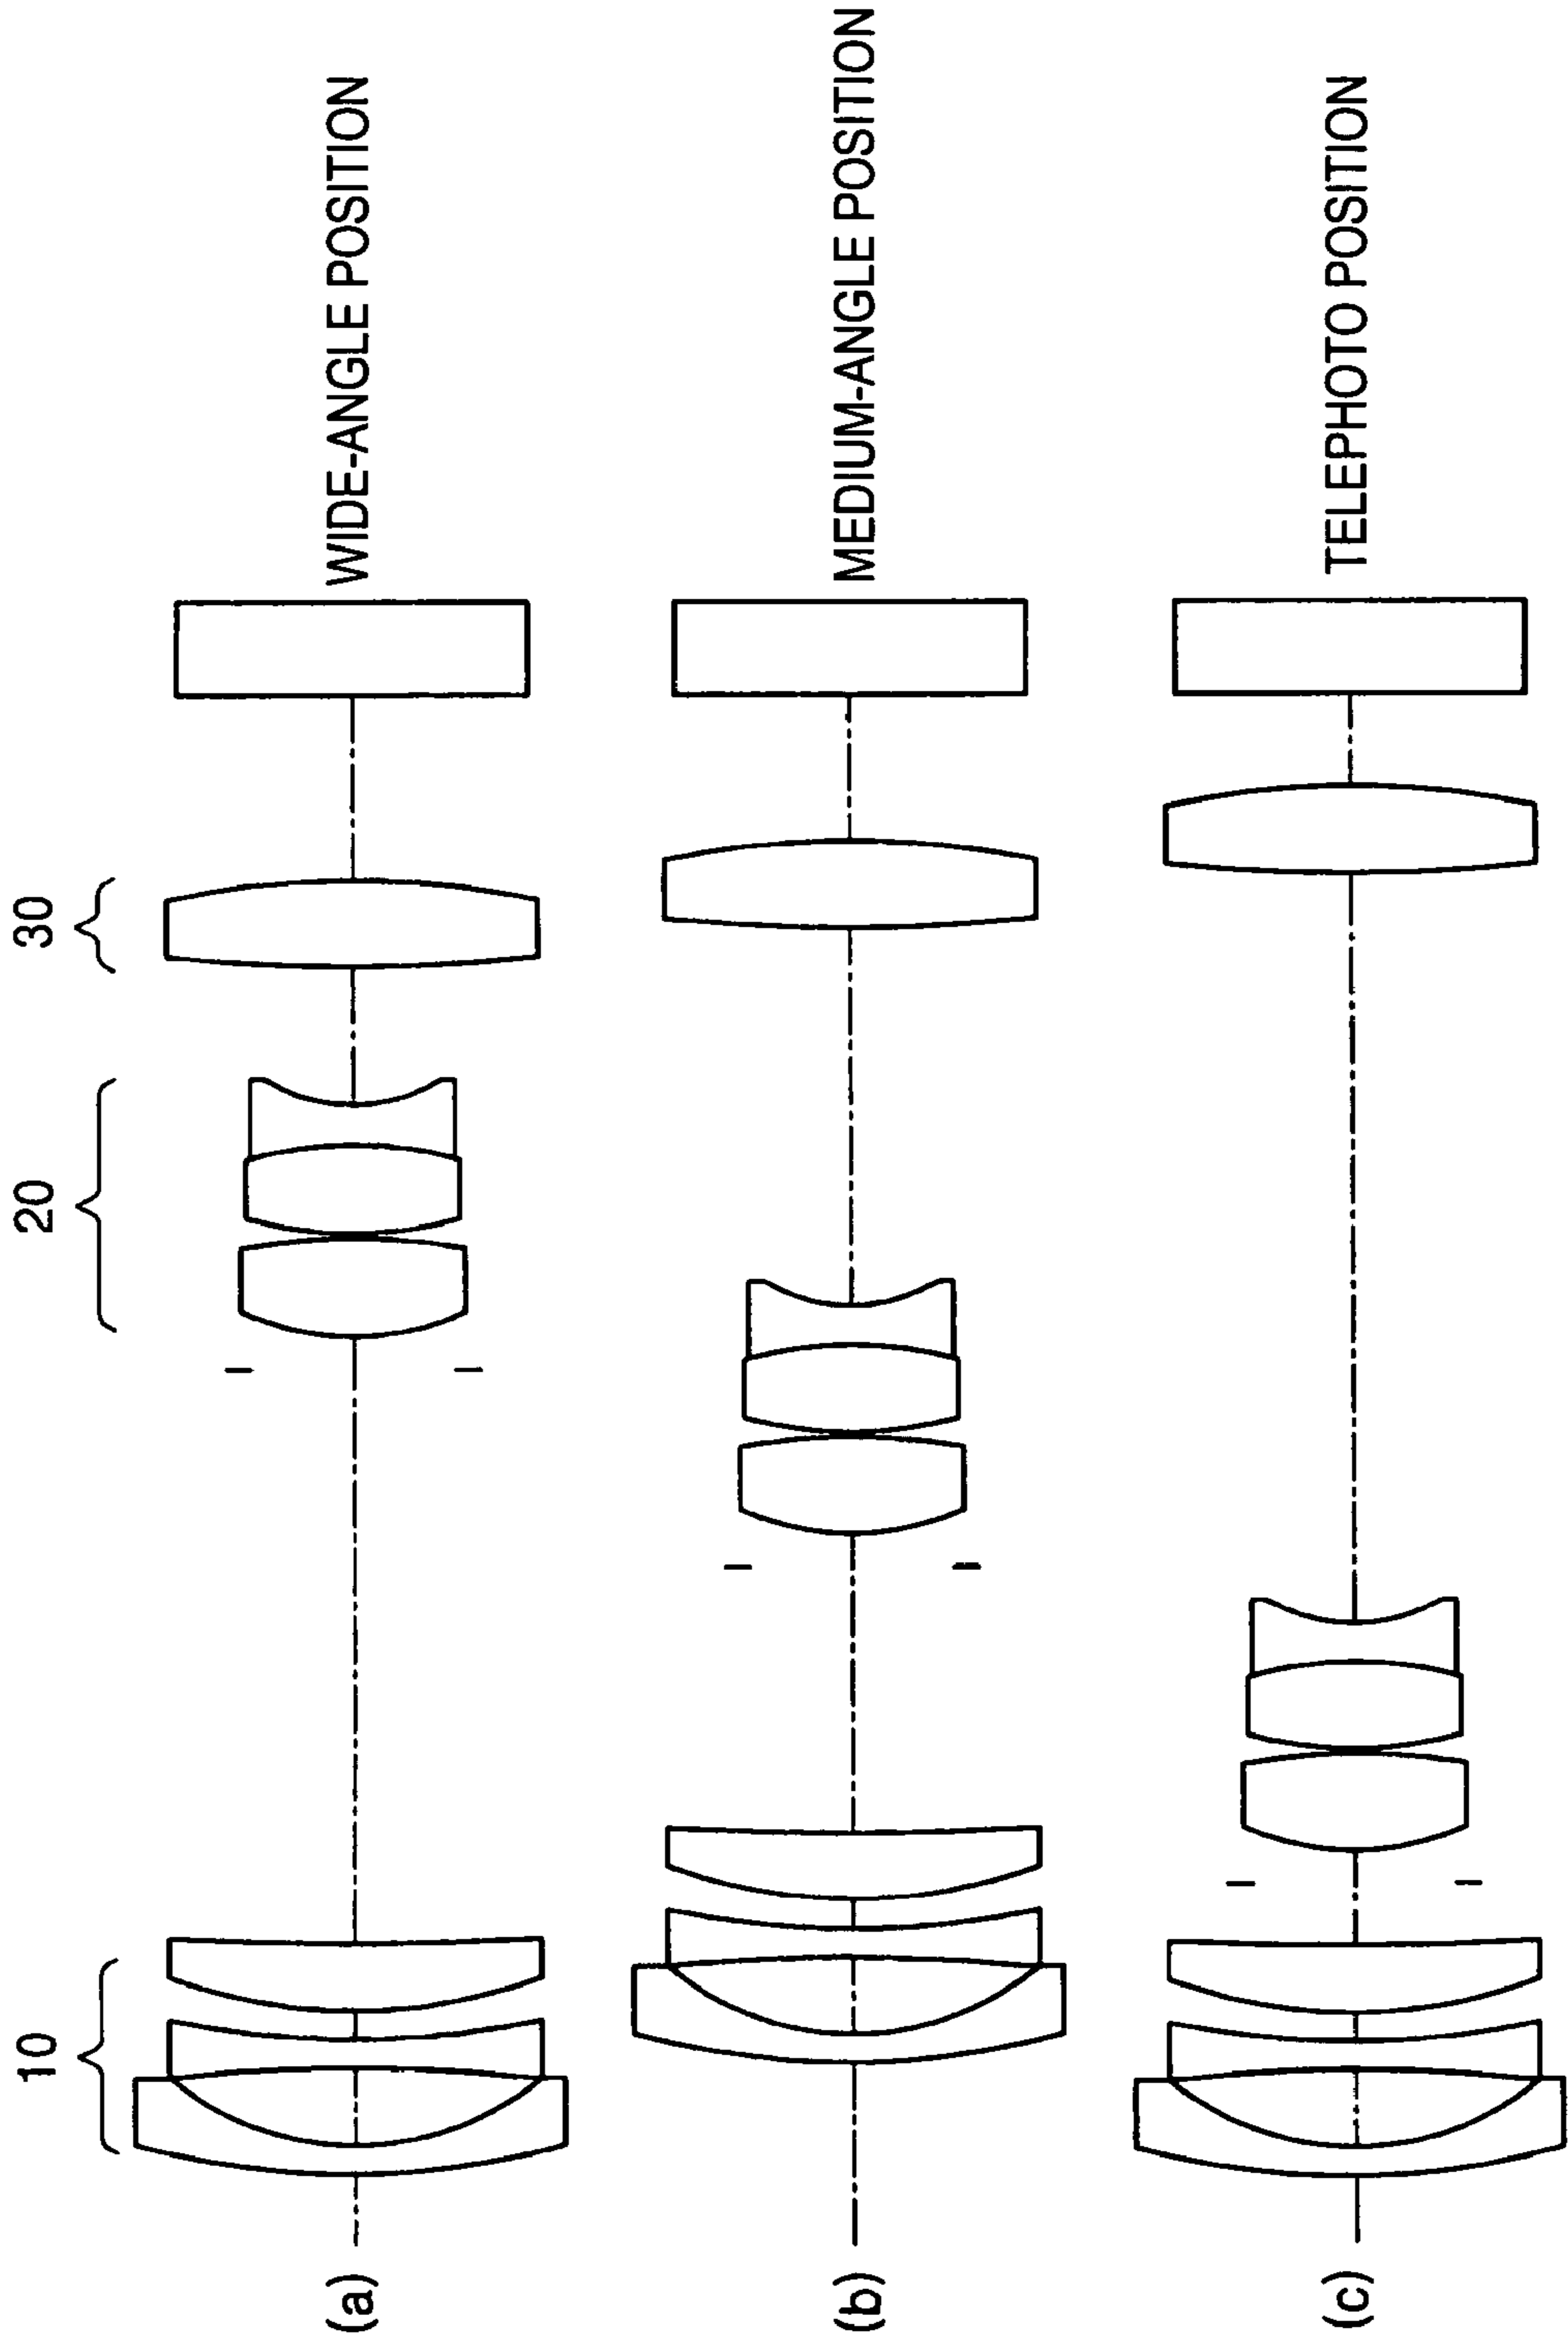 10
20
30
(a)
WIDE-ANGLE POSITION
(b)
MEDIUM-ANGLE POSITION
(c)
TELEPHOTO POSITION